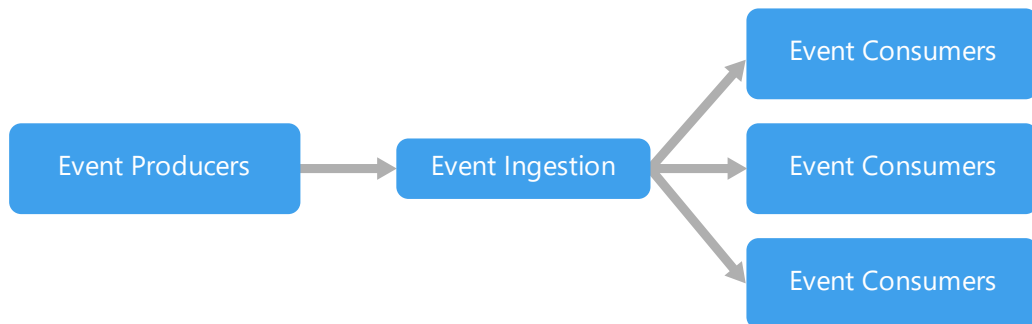 Event Consumers
Event Producers
Event Ingestion
Event Consumers
Event Consumers